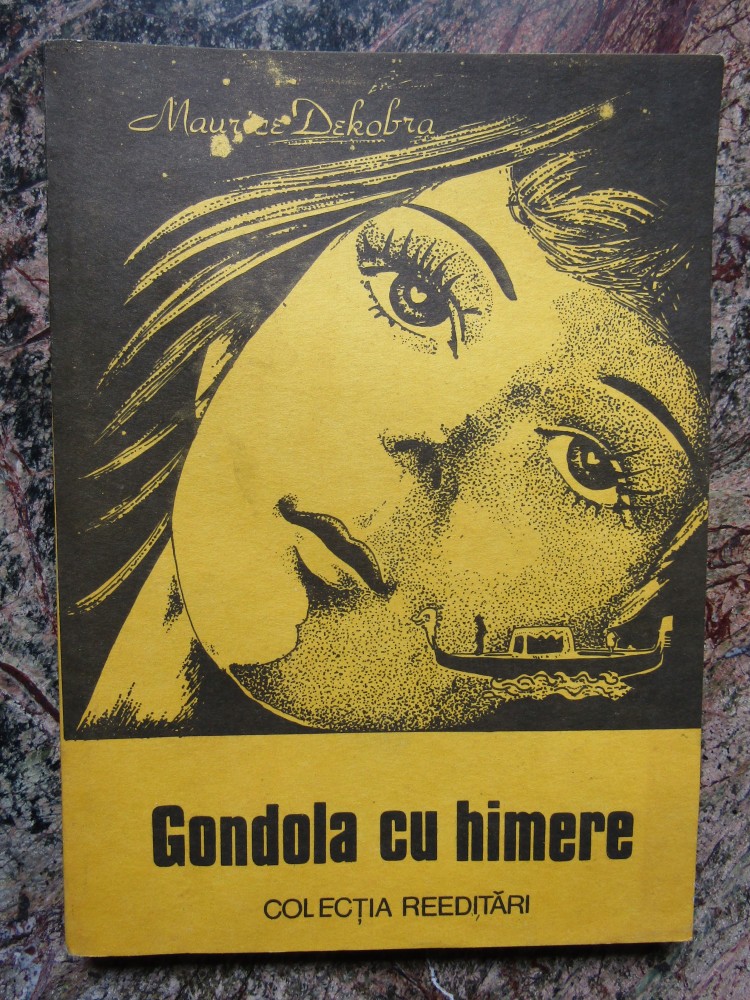 Maurice Dekobra
Gondola cu himere
COLECȚIA REEDITĂRI